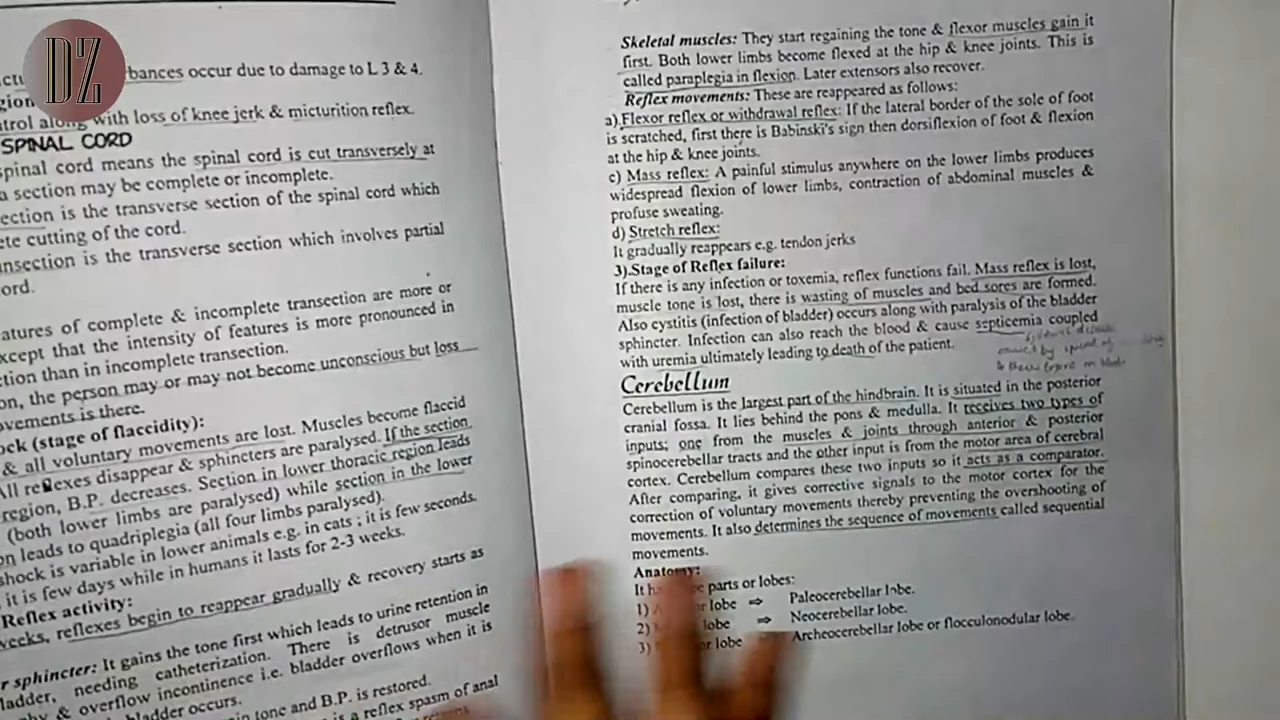 DZ
bances occur due to damage to L 3 & 4.
along with loss of knee jerk & micturition reflex.
SPINAL CORD
spinal cord means the spinal cord is cut transversely at
a section may be complete or incomplete.
section is the transverse section of the spinal cord which
cutting of the cord.
is the transverse section which involves partial
ord.
features of complete & incomplete transection are more or
except that the intensity of features is more pronounced in
than in incomplete transection.
the person may or may not become unconscious but loss
is there.
(stage of flaccidity):
& all voluntary movements are lost. Muscles become flaccid
All reflexes disappear & sphincters are paralysed. If the section
region, B.P. decreases. Section in lower thoracic region leads
(both lower limbs are paralysed) while section in the lower
leads to quadriplegia (all four limbs paralysed).
shock is variable in lower animals e.g. in cats ; it is few seconds.
it is few days while in humans it lasts for 2-3 weeks.
Reflex activity:
weeks, reflexes begin to reappear gradually & recovery starts as
sphincter: It gains the tone first which leads to urine retention in
bladder, needing catheterization. There is detrusor muscle
& overflow incontinence i.e. bladder overflows when it is
bladder occurs.
tone and B.P. is restored.
is a reflex spasm of anal
Skeletal muscles: They start regaining the tone & flexor muscles gain it
first. Both lower limbs become flexed at the hip & knee joints. This is
called paraplegia in flexion. Later extensors also recover.
Reflex movements: These are reappeared as follows:
a).Flexor reflex or withdrawal reflex: If the lateral border of the sole of foot
is scratched, first there is Babinski's sign then dorsiflexion of foot & flexion
at the hip & knee joints.
c) Mass reflex: A painful stimulus anywhere on the lower limbs produces
widespread flexion of lower limbs, contraction of abdominal muscles &
profuse sweating.
d) Stretch reflex:
It gradually reappears e.g. tendon jerks
3).Stage of Reflex failure:
If there is any infection or toxemia, reflex functions fail. Mass reflex is lost,
muscle tone is lost, there is wasting of muscles and bed sores are formed.
Also cystitis (infection of bladder) occurs along with paralysis of the bladder
sphincter. Infection can also reach the blood & cause septicemia coupled
with uremia ultimately leading to death of the patient.
Cerebellum
Cerebellum is the largest part of the hindbrain. It is situated in the posterior
cranial fossa. It lies behind the pons & medulla. It receives two types of
inputs; one from the muscles & joints through anterior & posterior
spinocerebellar tracts and the other input is from the motor area of cerebral
cortex. Cerebellum compares these two inputs so it acts as a comparator.
After comparing, it gives corrective signals to the motor cortex for the
correction of voluntary movements thereby preventing the overshooting of
movements. It also determines the sequence of movements called sequential
movements.
Anatomy:
parts or lobes:
1) lobe ⇒ Paleocerebellar lobe.
2) lobe ⇒ Neocerebellar lobe.
3) lobe Archeocerebellar lobe or flocculonodular lobe.